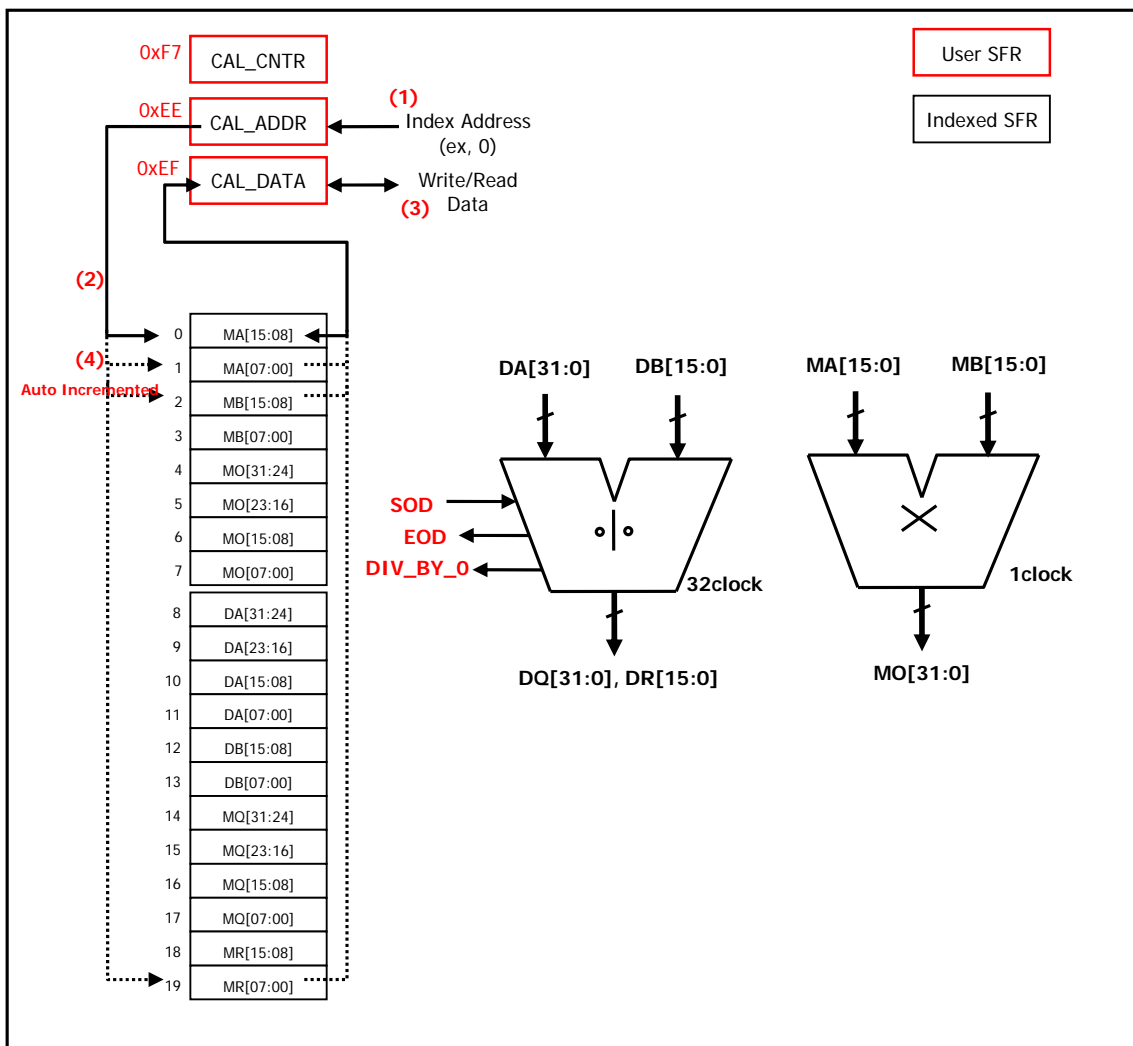 0xF7
CAL_CNTR
User SFR
0xEE
CAL_ADDR
(1)
Index Address
(ex, 0)
Indexed SFR
0xEF
CAL_DATA
Write/Read
Data
(3)
(2)
(4)
Auto Incremented
0 MA[15:08]
1 MA[07:00]
2 MB[15:08]
3 MB[07:00]
4 MO[31:24]
5 MO[23:16]
6 MO[15:08]
7 MO[07:00]
8 DA[31:24]
9 DA[23:16]
10 DA[15:08]
11 DA[07:00]
12 DB[15:08]
13 DB[07:00]
14 MQ[31:24]
15 MQ[23:16]
16 MQ[15:08]
17 MQ[07:00]
18 MR[15:08]
19 MR[07:00]
DA[31:0] DB[15:0]
SOD
EOD
DIV_BY_0
32clock
DQ[31:0], DR[15:0]
MA[15:0] MB[15:0]
1clock
MO[31:0]